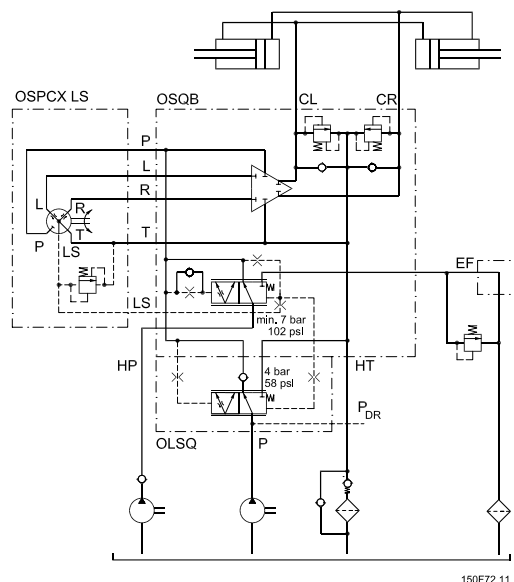 OSPCX LS
OSQB
CL
CR
P
L
R
T
L
R
P
T
LS
LS
EF
min. 7 bar
102 psI
HP
4 bar
58 psI
HT
PDR
OLSQ
P
150F72.11